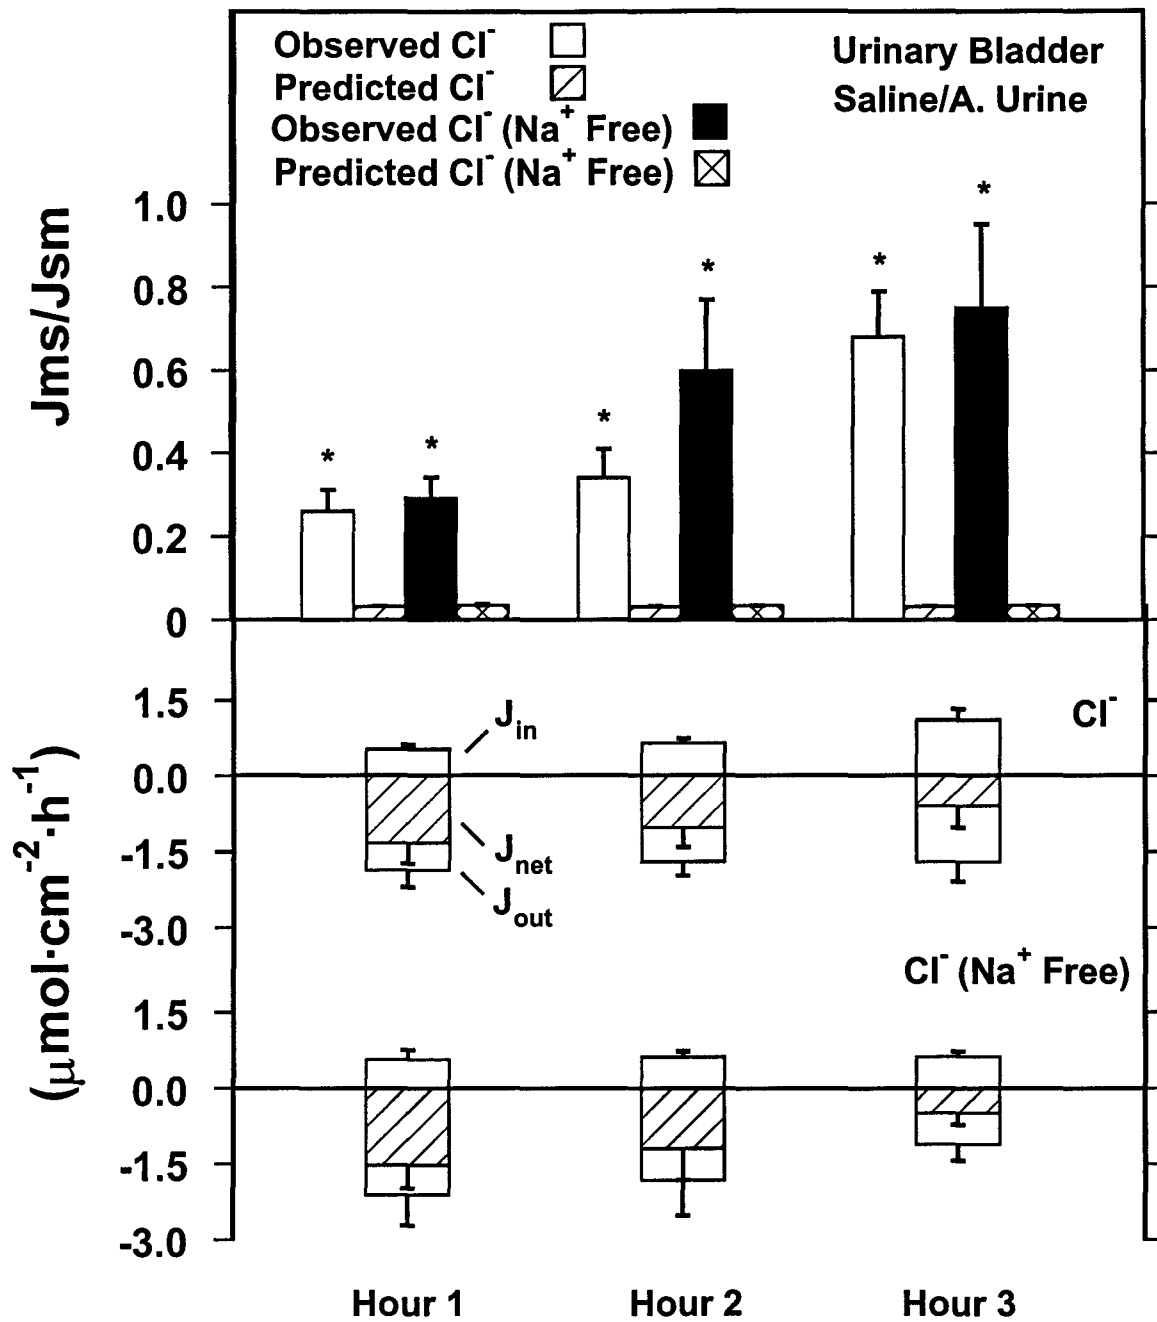 Observed Cl⁻
Predicted Cl⁻
Observed Cl⁻ (Na⁺ Free)
Predicted Cl⁻ (Na⁺ Free)
Urinary Bladder
Saline/A. Urine
Jms/Jsm
1.0
0.8
0.6
0.4
0.2
0
* * * * * *
(μmol·cm⁻²·h⁻¹)
1.5
0.0
-1.5
-3.0
J_in
J_net
J_out
Cl⁻
Cl⁻ (Na⁺ Free)
1.5
0.0
-1.5
-3.0
Hour 1 Hour 2 Hour 3